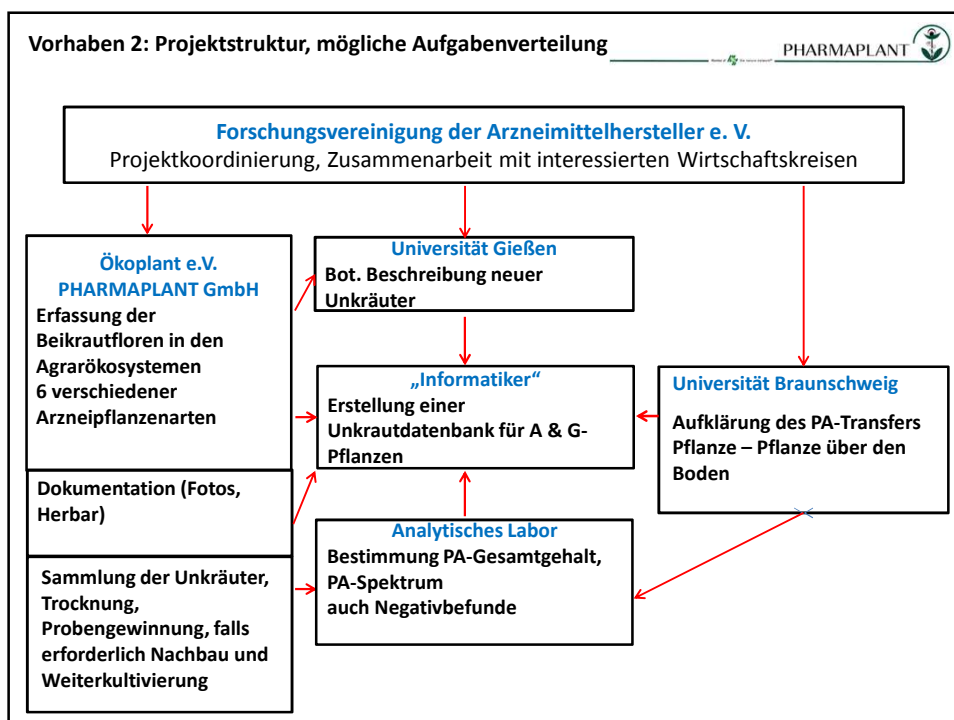 Vorhaben 2: Projektstruktur, mögliche Aufgabenverteilung
PHARMAPLANT
Forschungsvereinigung der Arzneimittelhersteller e. V.
Projektkoordinierung, Zusammenarbeit mit interessierten Wirtschaftskreisen
Ökoplant e.V.
PHARMAPLANT GmbH
Erfassung der
Beikrautfloren in den
Agrarökosystemen
6 verschiedener
Arzneipflanzenarten
Dokumentation (Fotos,
Herbar)
Sammlung der Unkräuter,
Trocknung,
Probengewinnung, falls
erforderlich Nachbau und
Weiterkultivierung
Universität Gießen
Bot. Beschreibung neuer
Unkräuter
„Informatiker“
Erstellung einer
Unkrautdatenbank für A & G-
Pflanzen
Analytisches Labor
Bestimmung PA-Gesamtgehalt,
PA-Spektrum
auch Negativbefunde
Universität Braunschweig
Aufklärung des PA-Transfers
Pflanze – Pflanze über den
Boden